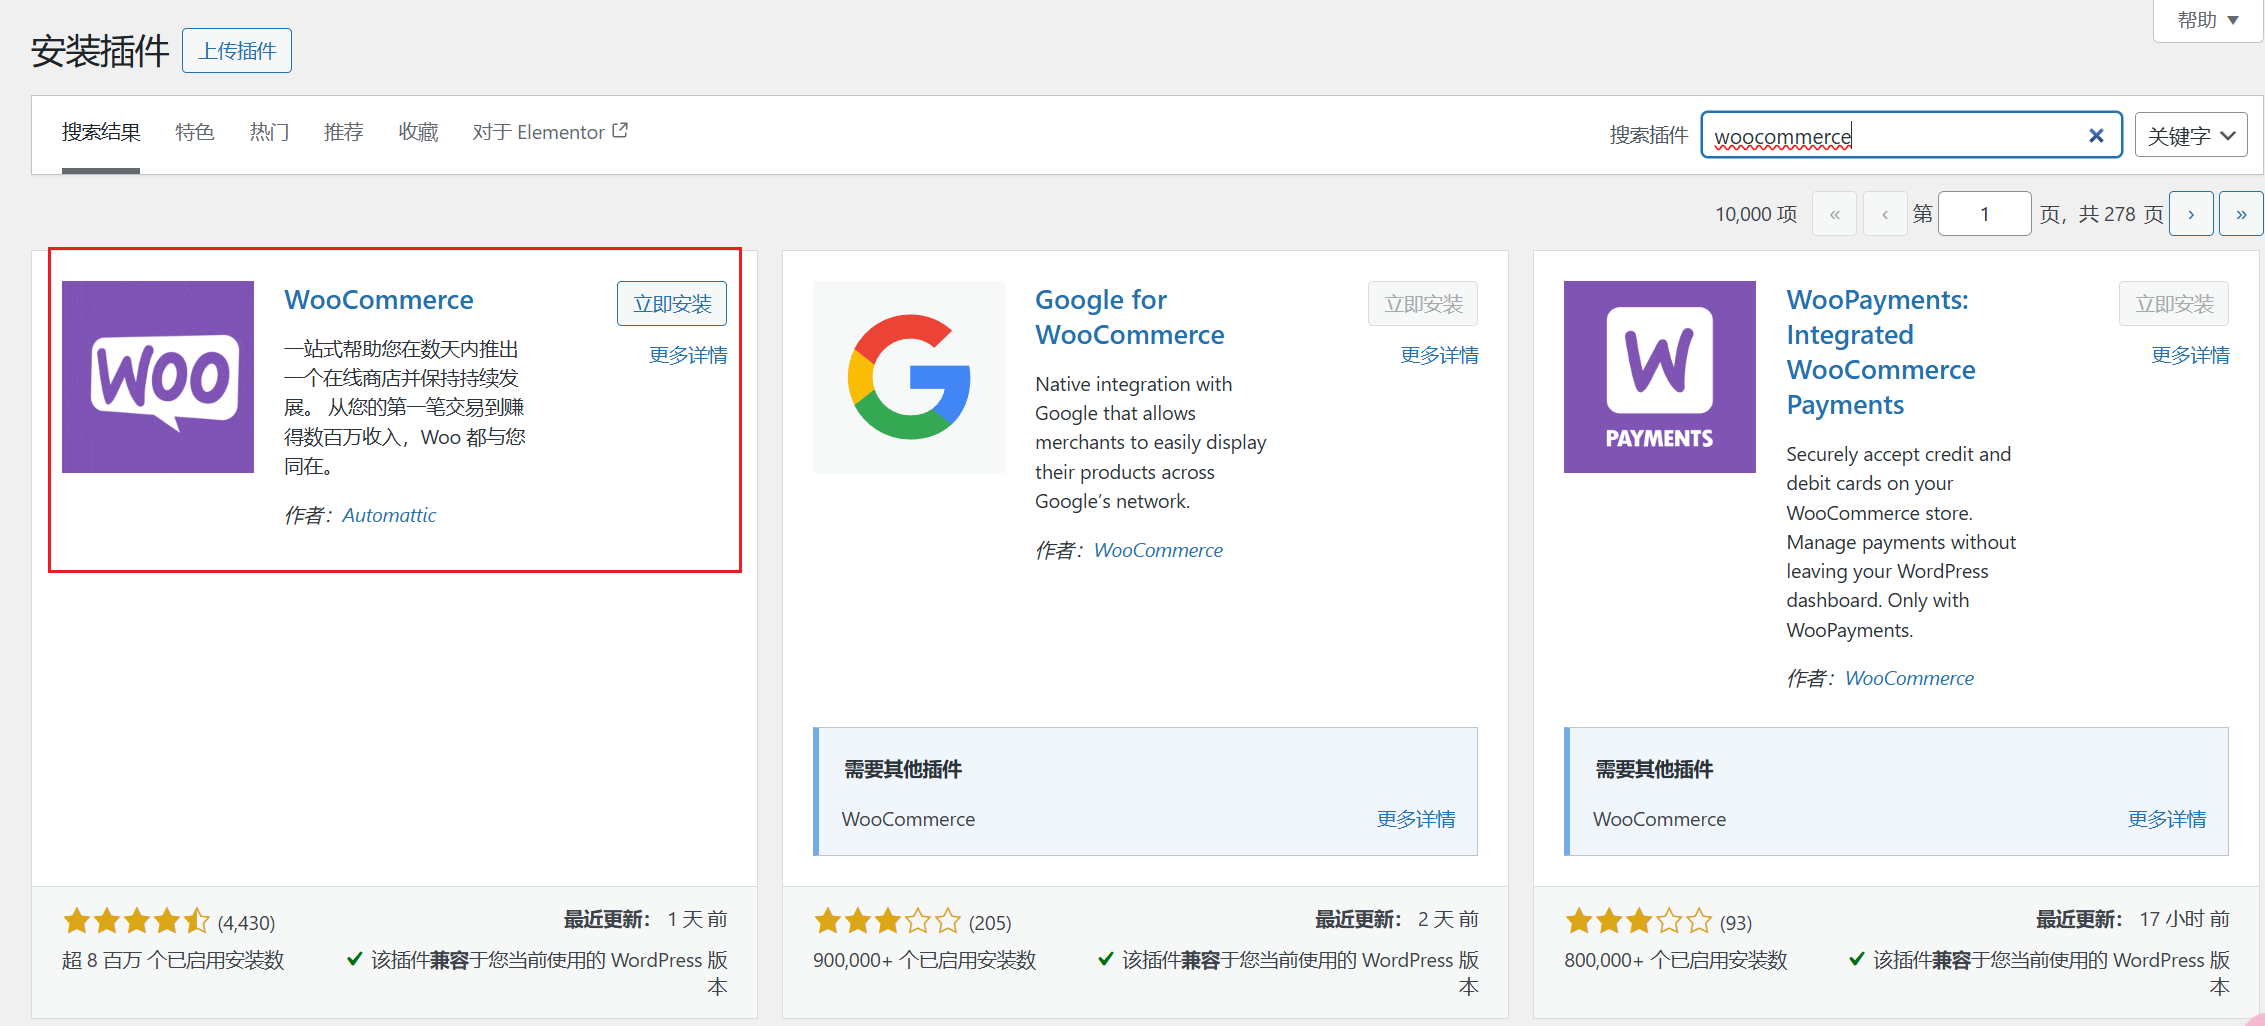 帮助
安装插件 上传插件
搜索结果 特色 热门 推荐 收藏 对于 Elementor
搜索插件 woocommerce 关键字
10,000 项 « ‹ 第 1 页，共 278 页 › »
WOO
WooCommerce
立即安装
更多详情
一站式帮助您在数天内推出
一个在线商店并保持持续发
展。 从您的第一笔交易到赚
得数百万收入，Woo 都与您
同在。
作者：Automattic
(4,430)
最近更新： 1 天 前
超 8 百万 个已启用安装数
该插件兼容于您当前使用的 WordPress 版
本
Google for
WooCommerce
立即安装
更多详情
Native integration with
Google that allows
merchants to easily display
their products across
Google’s network.
作者：WooCommerce
需要其他插件
WooCommerce 更多详情
(205)
最近更新： 2 天 前
900,000+ 个已启用安装数
该插件兼容于您当前使用的 WordPress 版
本
W
PAYMENTS
WooPayments:
Integrated
WooCommerce
Payments
立即安装
更多详情
Securely accept credit and
debit cards on your
WooCommerce store.
Manage payments without
leaving your WordPress
dashboard. Only with
WooPayments.
作者：WooCommerce
需要其他插件
WooCommerce 更多详情
(93)
最近更新： 17 小时 前
800,000+ 个已启用安装数
该插件兼容于您当前使用的 WordPress 版
本